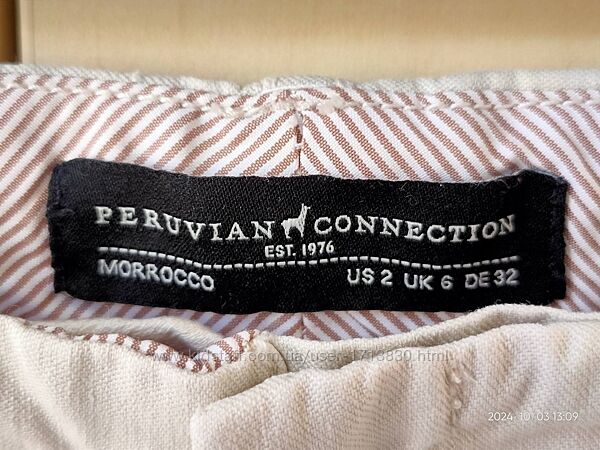 PERUVIAN CONNECTION
EST. 1976
MORROCCO US 2 UK 6 DE 32
2024-10-03 13:09